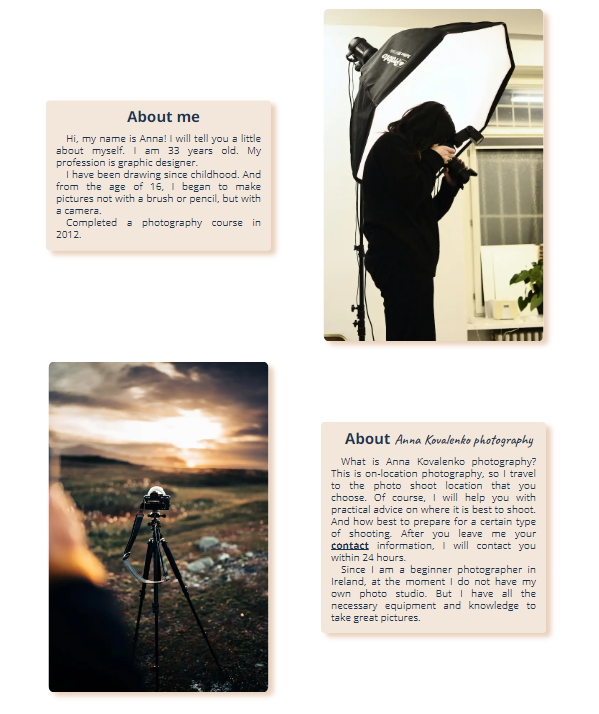 About me
Hi, my name is Anna! I will tell you a little
about myself. I am 33 years old. My
profession is graphic designer.
I have been drawing since childhood. And
from the age of 16, I began to make
pictures not with a brush or pencil, but with
a camera.
Completed a photography course in
2012.
Profoto
About Anna Kovalenko photography
What is Anna Kovalenko photography?
This is on-location photography, so I travel
to the photo shoot location that you
choose. Of course, I will help you with
practical advice on where it is best to shoot.
And how best to prepare for a certain type
of shooting. After you leave me your
contact information, I will contact you
within 24 hours.
Since I am a beginner photographer in
Ireland, at the moment I do not have my
own photo studio. But I have all the
necessary equipment and knowledge to
take great pictures.